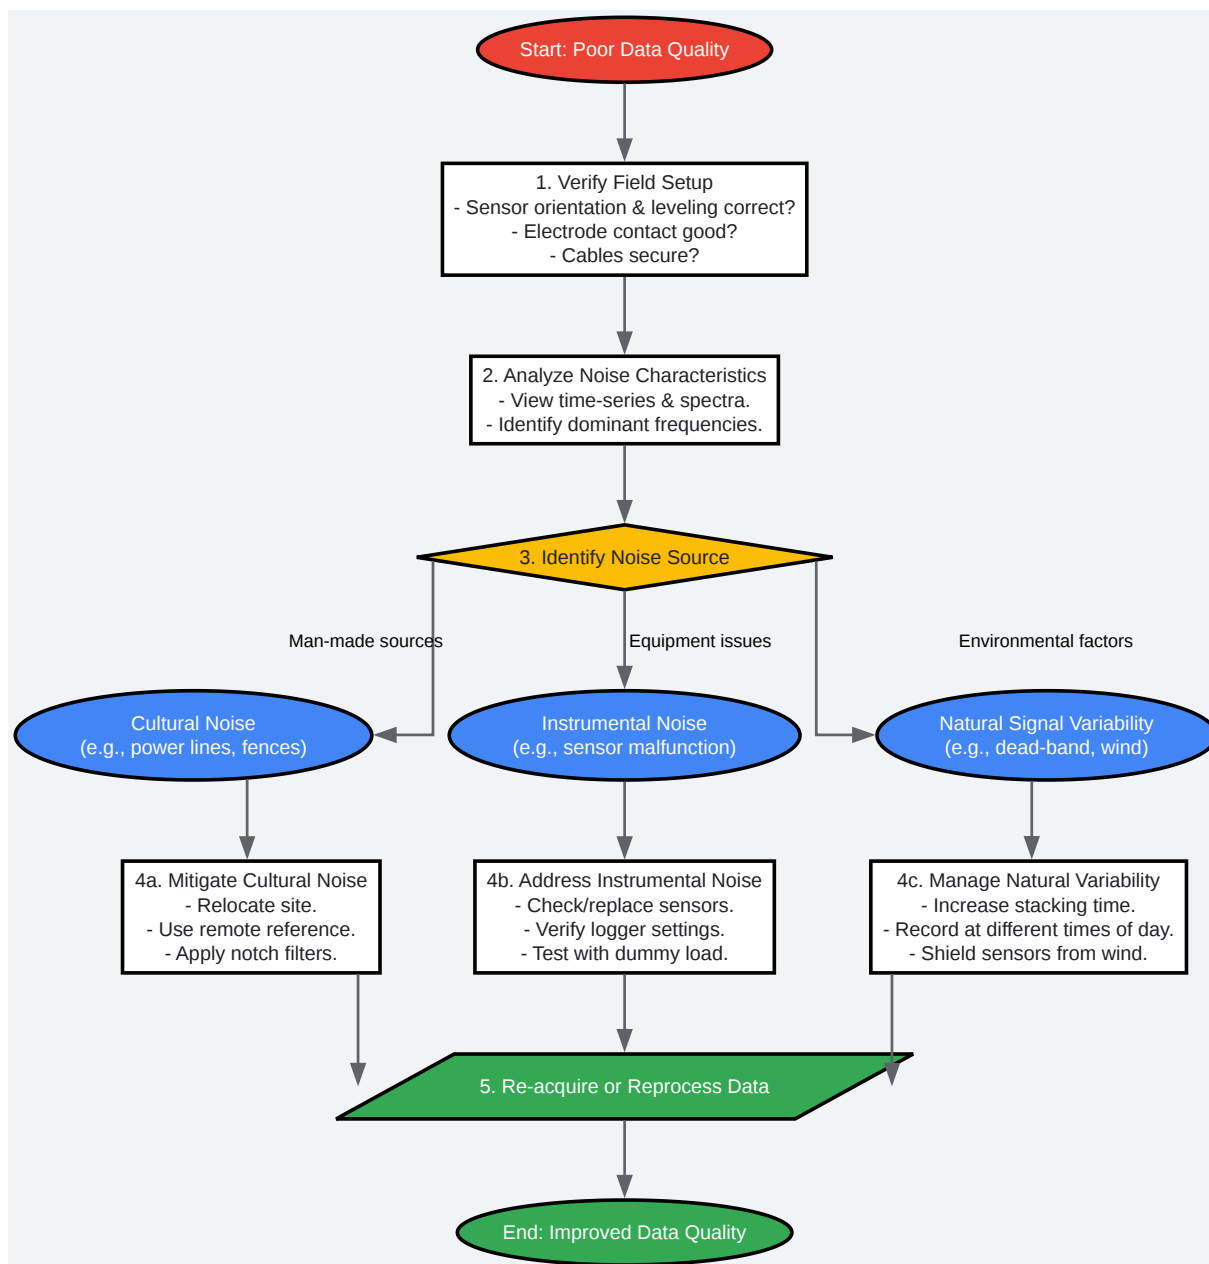 Start: Poor Data Quality
1. Verify Field Setup
- Sensor orientation & leveling correct?
- Electrode contact good?
- Cables secure?
2. Analyze Noise Characteristics
- View time-series & spectra.
- Identify dominant frequencies.
3. Identify Noise Source
Man-made sources
Equipment issues
Environmental factors
Cultural Noise
(e.g., power lines, fences)
Instrumental Noise
(e.g., sensor malfunction)
Natural Signal Variability
(e.g., dead-band, wind)
4a. Mitigate Cultural Noise
- Relocate site.
- Use remote reference.
- Apply notch filters.
4b. Address Instrumental Noise
- Check/replace sensors.
- Verify logger settings.
- Test with dummy load.
4c. Manage Natural Variability
- Increase stacking time.
- Record at different times of day.
- Shield sensors from wind.
5. Re-acquire or Reprocess Data
End: Improved Data Quality